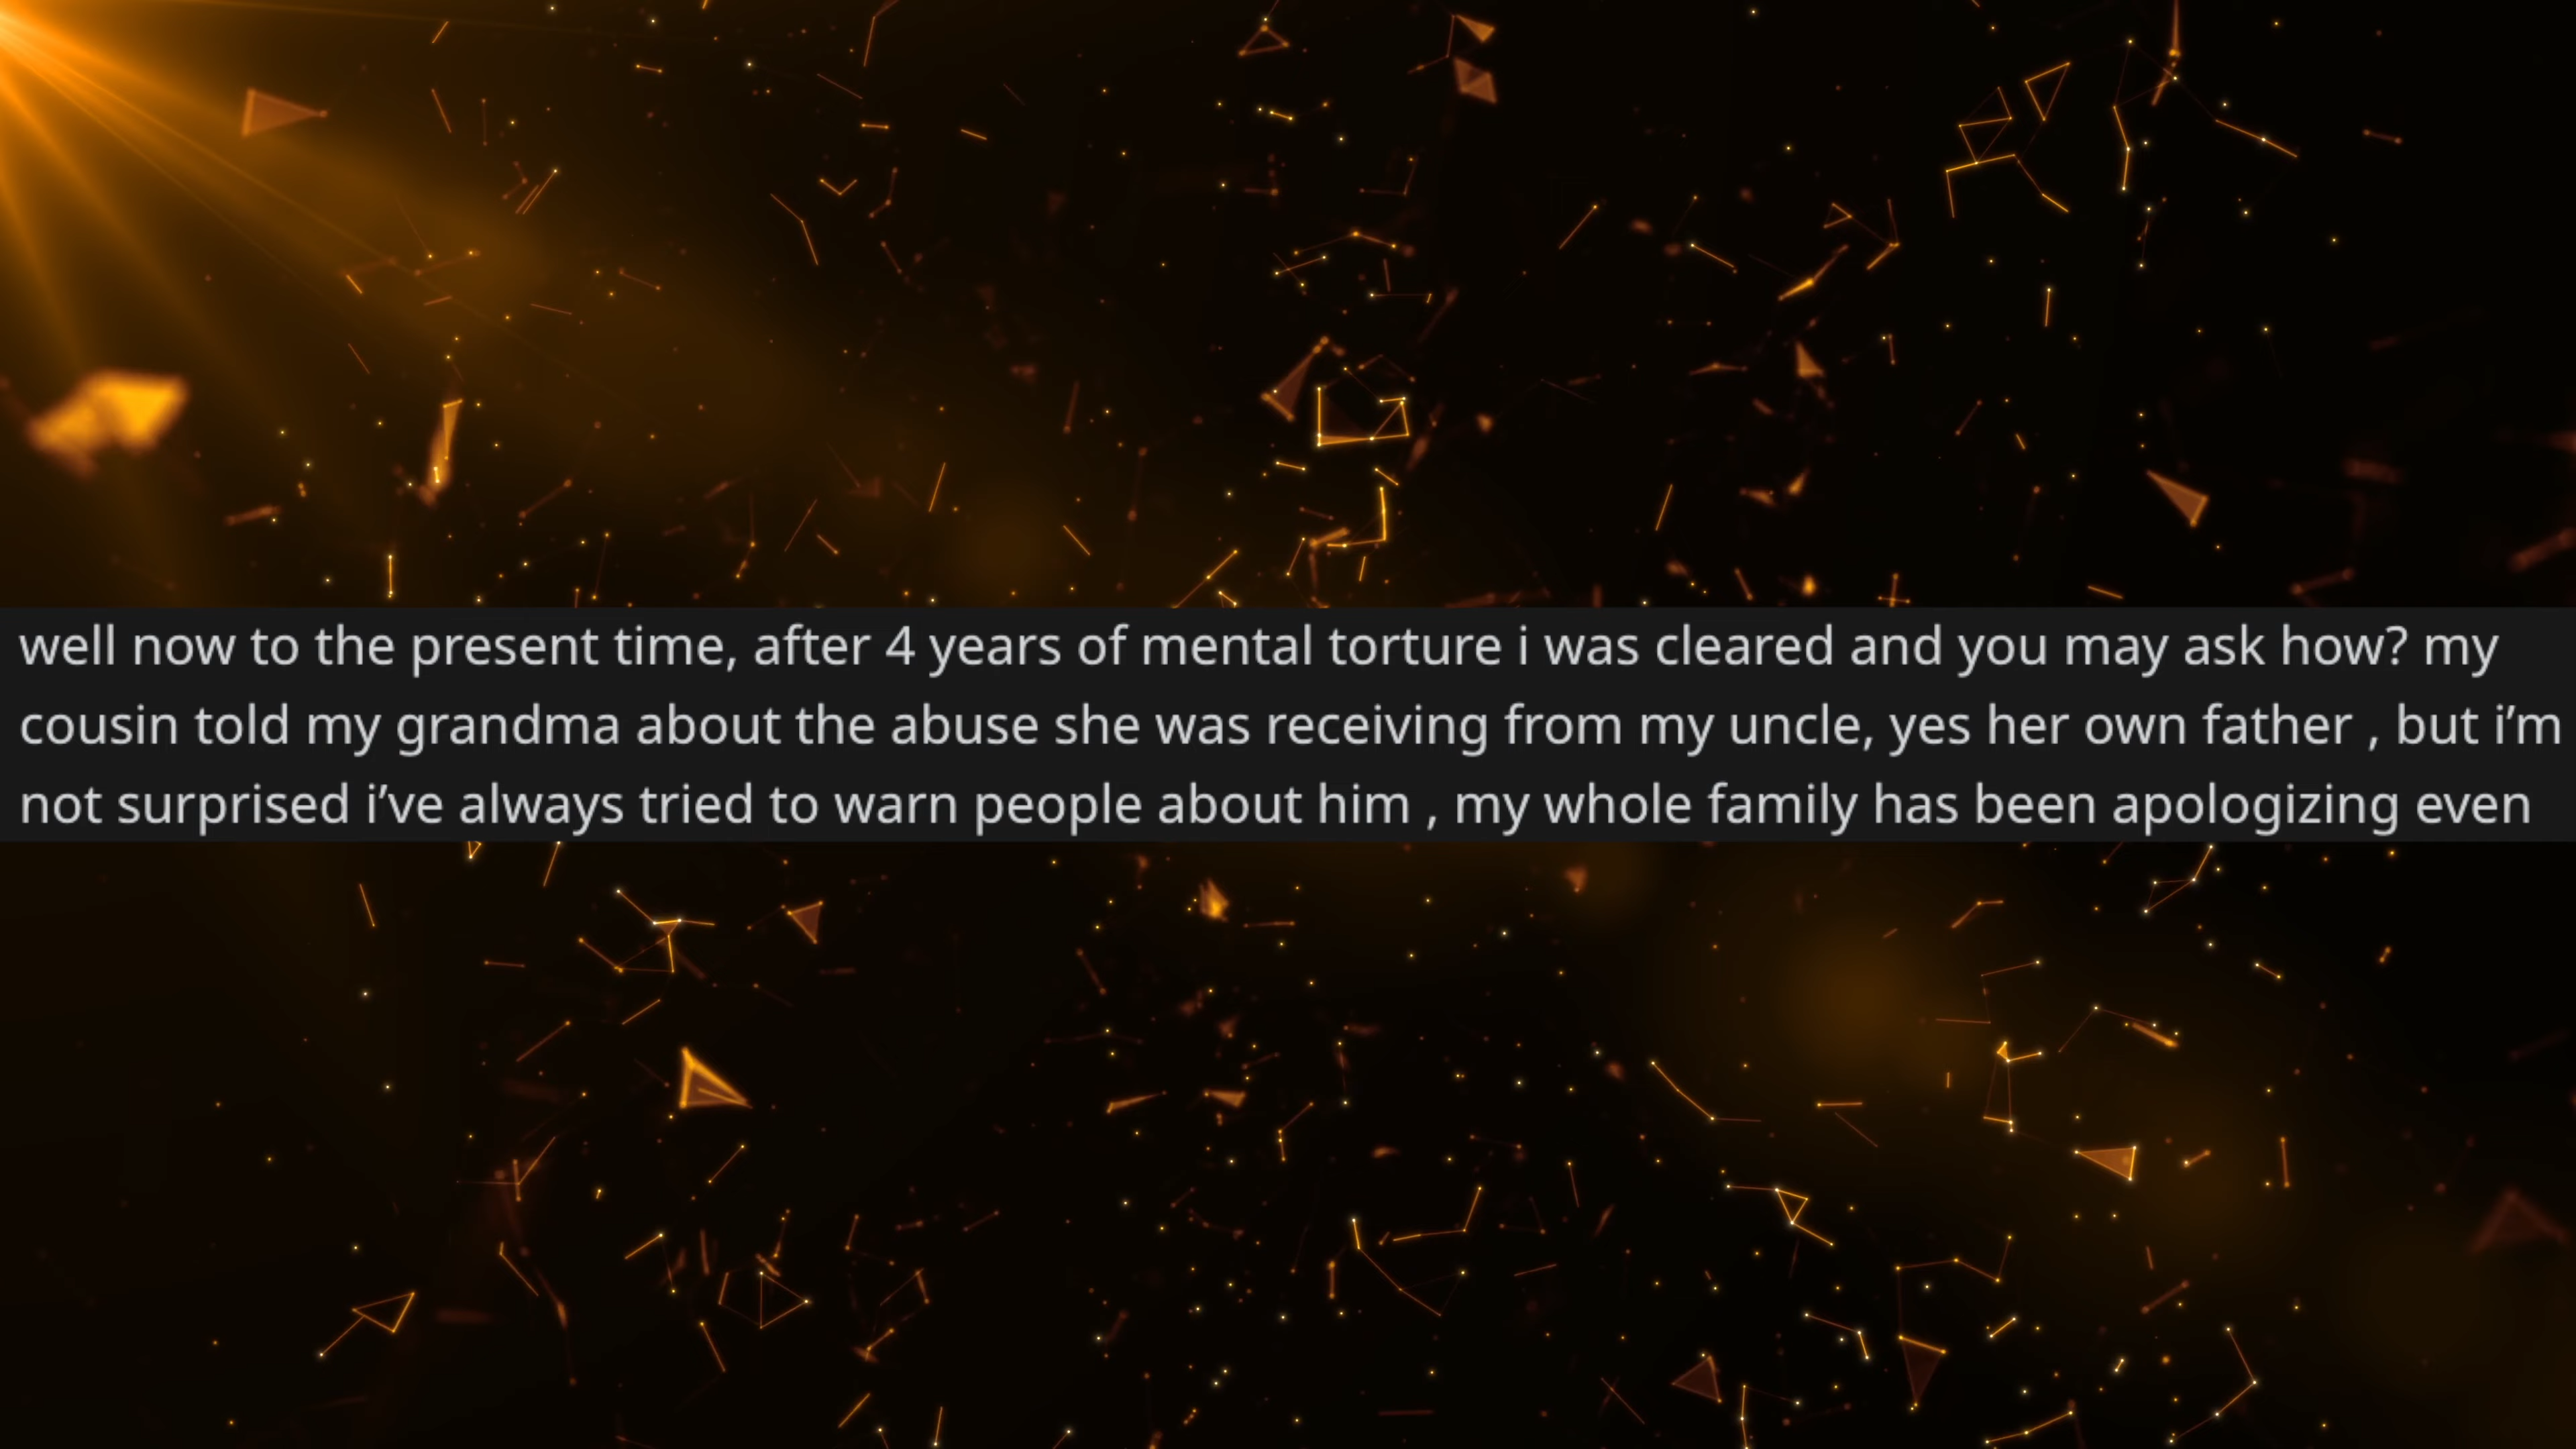 well now to the present time, after 4 years of mental torture i was cleared and you may ask how? my
cousin told my grandma about the abuse she was receiving from my uncle, yes her own father , but i’m
not surprised i’ve always tried to warn people about him , my whole family has been apologizing even